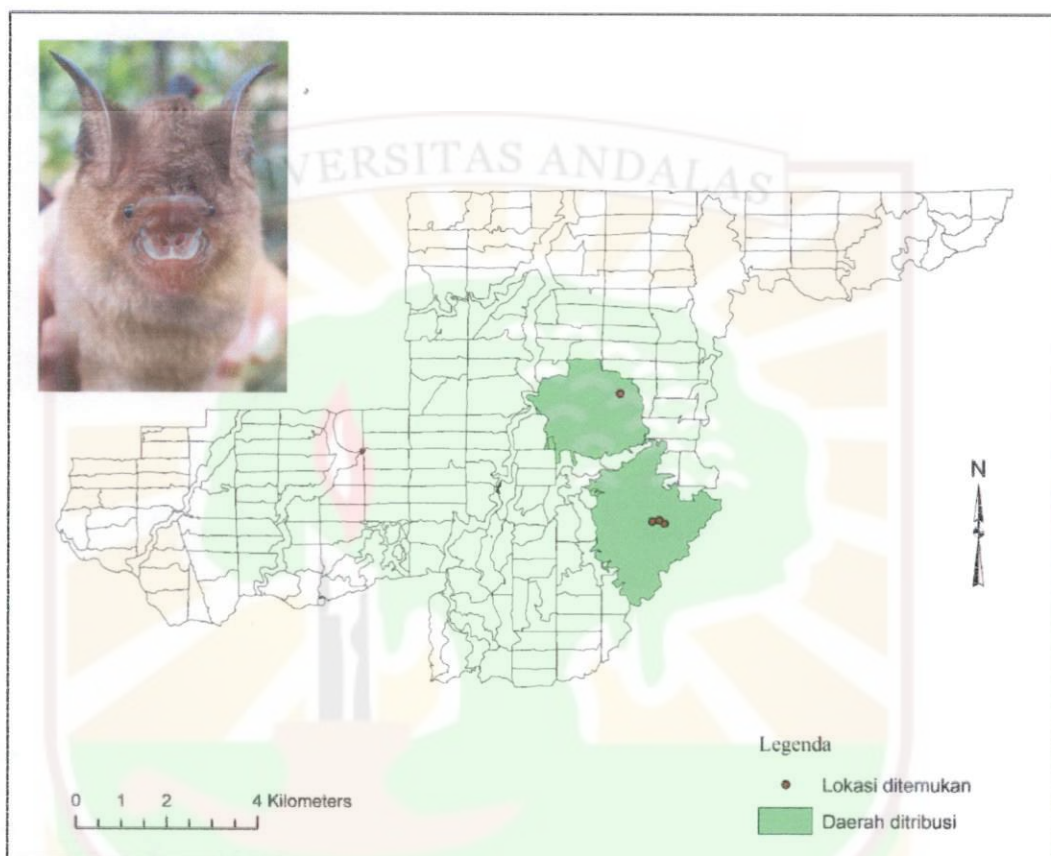 UNIVERSITAS ANDALAS
N
0 1 2 4 Kilometers
Legenda
Lokasi ditemukan
Daerah ditribusi